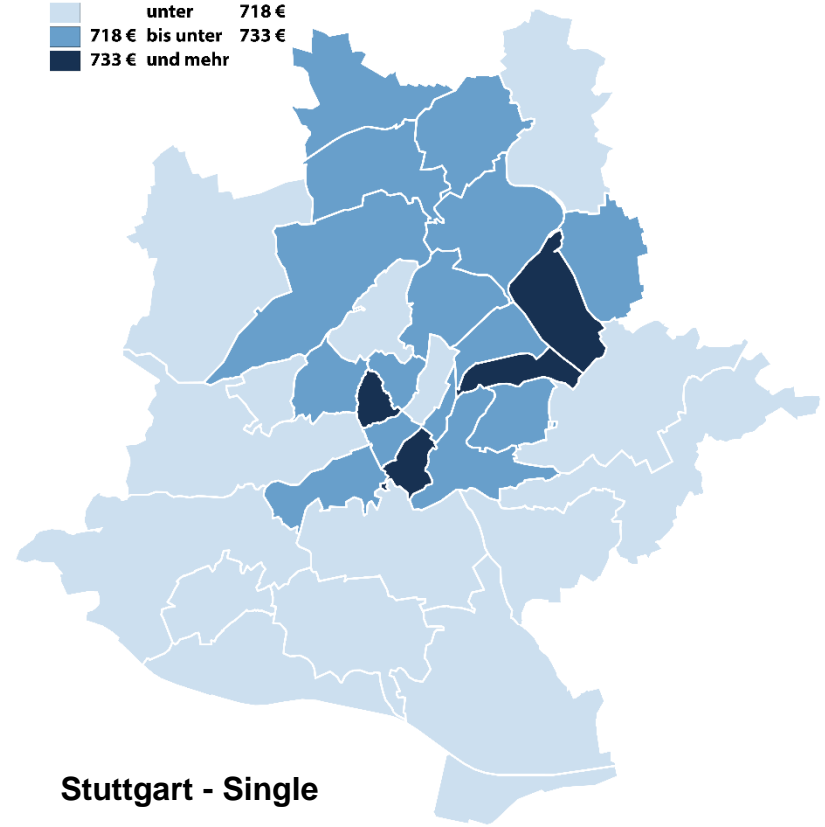 unter 718 €
718 € bis unter 733 €
733 € und mehr
Stuttgart - Single